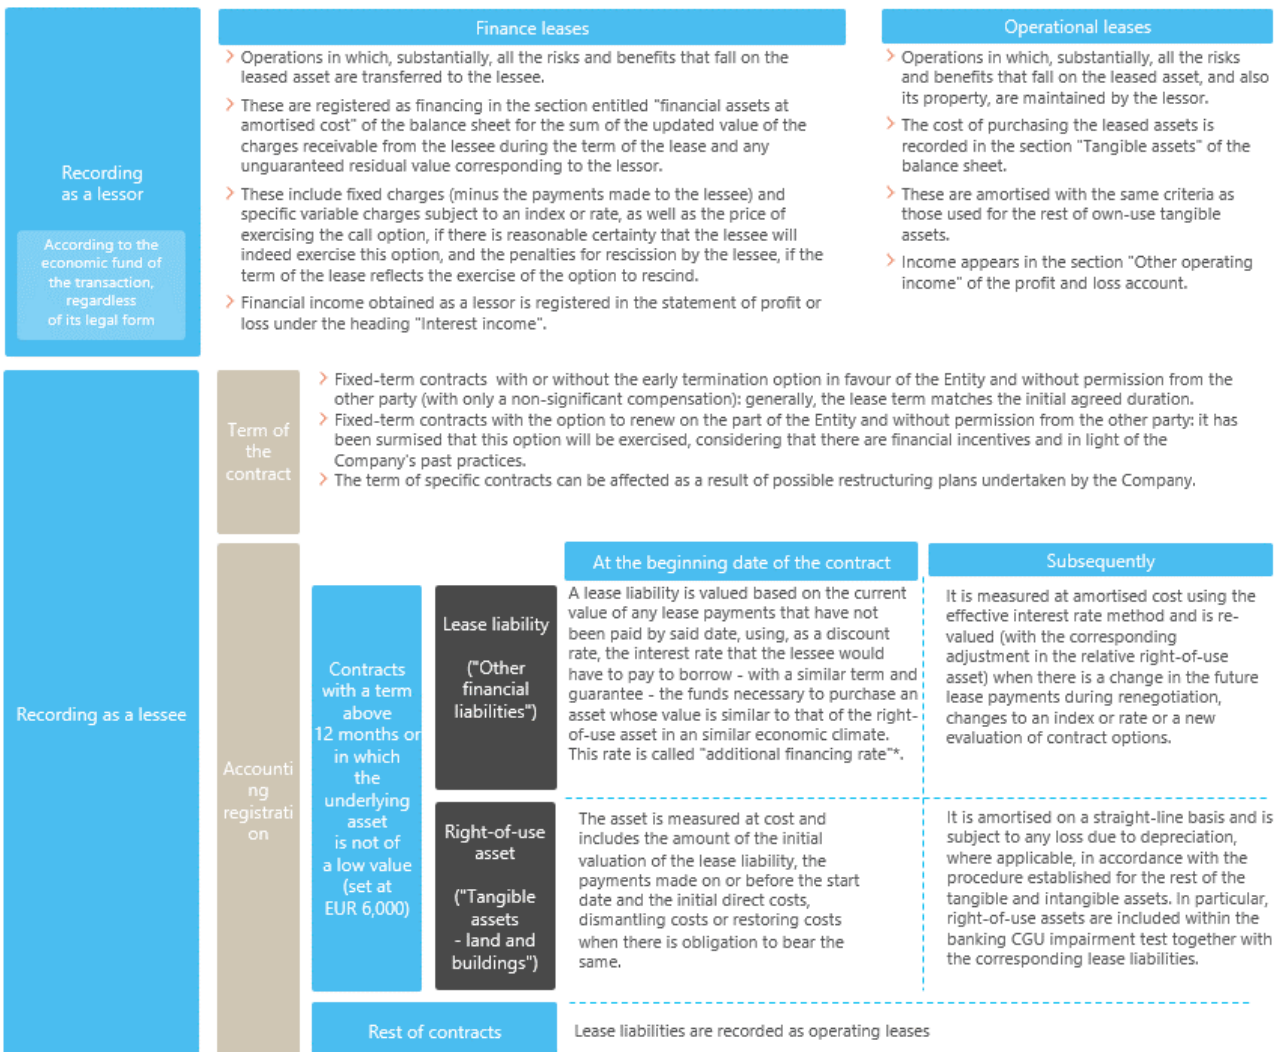 Recording
as a lessor
According to the
economic fund of
the transaction,
regardless
of its legal form
Finance leases
Operations in which, substantially, all the risks and benefits that fall on the
leased asset are transferred to the lessee.
These are registered as financing in the section entitled "financial assets at
amortised cost" of the balance sheet for the sum of the updated value of the
charges receivable from the lessee during the term of the lease and any
unguaranteed residual value corresponding to the lessor.
These include fixed charges (minus the payments made to the lessee) and
specific variable charges subject to an index or rate, as well as the price of
exercising the call option, if there is reasonable certainty that the lessee will
indeed exercise this option, and the penalties for rescission by the lessee, if the
term of the lease reflects the exercise of the option to rescind.
Financial income obtained as a lessor is registered in the statement of profit or
loss under the heading "Interest income".
Operational leases
Operations in which, substantially, all the risks
and benefits that fall on the leased asset, and also
its property, are maintained by the lessor.
The cost of purchasing the leased assets is
recorded in the section "Tangible assets" of the
balance sheet.
These are amortised with the same criteria as
those used for the rest of own-use tangible
assets.
Income appears in the section "Other operating
income" of the profit and loss account.
Recording as a lessee
Term of
the
contract
Fixed-term contracts with or without the early termination option in favour of the Entity and without permission from the
other party (with only a non-significant compensation): generally, the lease term matches the initial agreed duration.
Fixed-term contracts with the option to renew on the part of the Entity and without permission from the other party: it has
been surmised that this option will be exercised, considering that there are financial incentives and in light of the
Company's past practices.
The term of specific contracts can be affected as a result of possible restructuring plans undertaken by the Company.
Accounti
ng
registrati
on
Contracts
with a term
above
12 months or
in which
the
underlying
asset
is not of
a low value
(set at
EUR 6,000)
At the beginning date of the contract
Subsequently
Lease liability
("Other
financial
liabilities")
A lease liability is valued based on the current
value of any lease payments that have not
been paid by said date, using, as a discount
rate, the interest rate that the lessee would
have to pay to borrow - with a similar term and
guarantee - the funds necessary to purchase an
asset whose value is similar to that of the right-
of-use asset in an similar economic climate.
This rate is called "additional financing rate"*.
It is measured at amortised cost using the
effective interest rate method and is re-
valued (with the corresponding
adjustment in the relative right-of-use
asset) when there is a change in the future
lease payments during renegotiation,
changes to an index or rate or a new
evaluation of contract options.
Right-of-use
asset
("Tangible
assets
- land and
buildings")
The asset is measured at cost and
includes the amount of the initial
valuation of the lease liability, the
payments made on or before the start
date and the initial direct costs,
dismantling costs or restoring costs
when there is obligation to bear the
same.
It is amortised on a straight-line basis and is
subject to any loss due to depreciation,
where applicable, in accordance with the
procedure established for the rest of the
tangible and intangible assets. In particular,
right-of-use assets are included within the
banking CGU impairment test together with
the corresponding lease liabilities.
Rest of contracts
Lease liabilities are recorded as operating leases